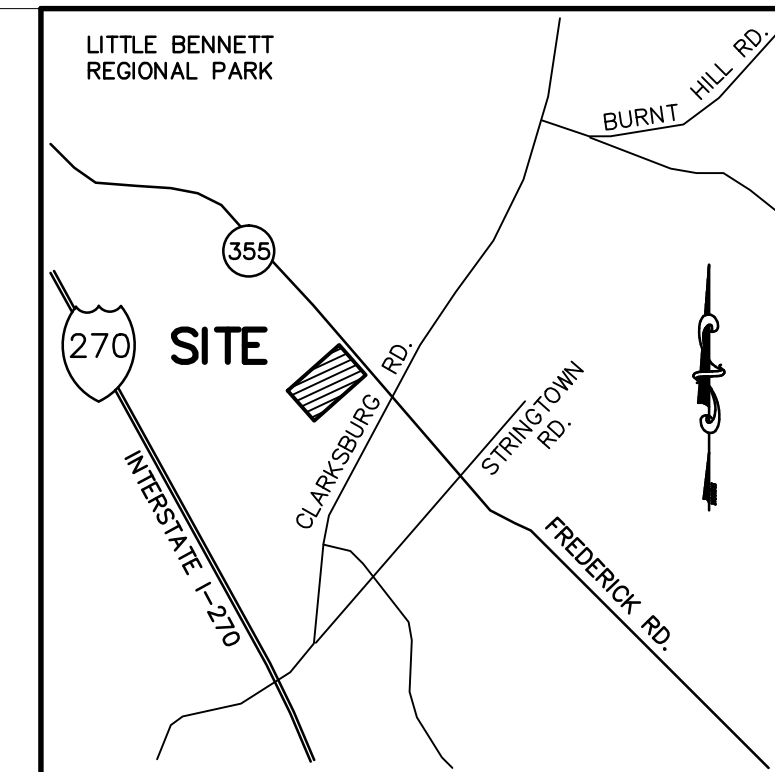 LITTLE BENNETT
REGIONAL PARK
BURNT HILL RD.
355
270
SITE
CLARKSBURG RD.
STRINGTOWN
RD.
INTERSTATE I-270
FREDERICK RD.